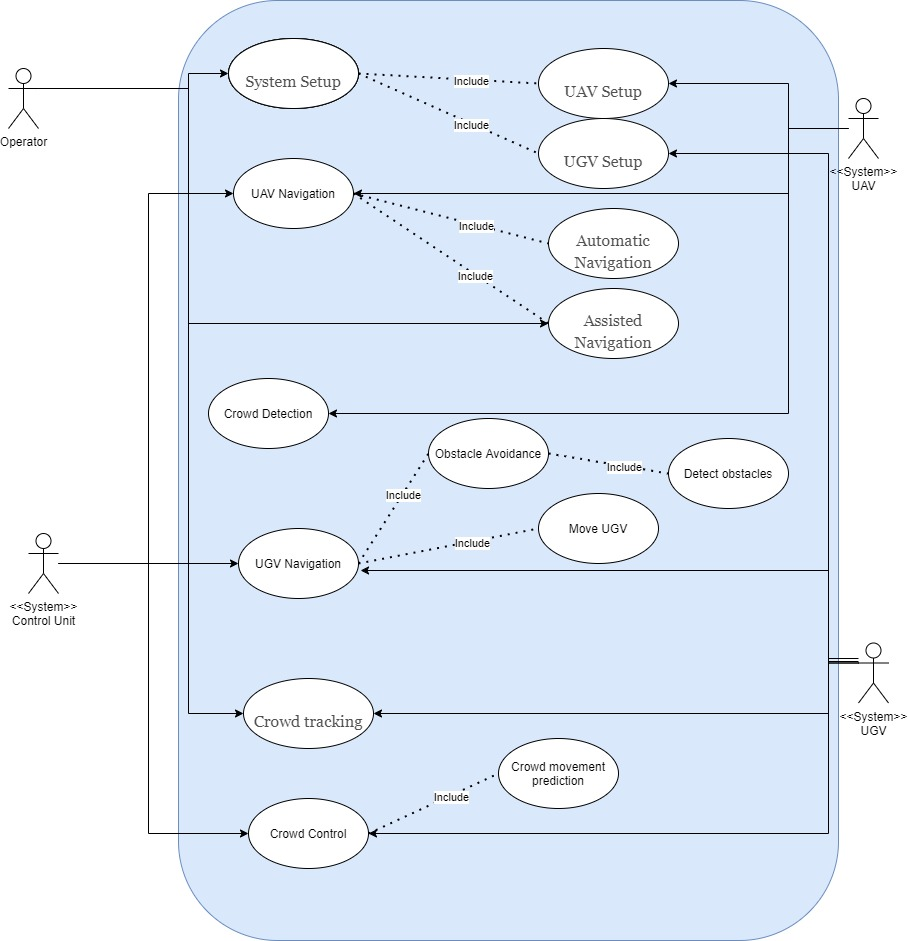 System Setup
Include
UAV Setup
Include
UGV Setup
Operator
<<System>>
UAV
UAV Navigation
Include
Automatic
Navigation
Include
Assisted
Navigation
Crowd Detection
Obstacle Avoidance
Include
Detect obstacles
Include
Move UGV
Include
UGV Navigation
<<System>>
Control Unit
Crowd tracking
<<System>>
UGV
Crowd movement
prediction
Include
Crowd Control